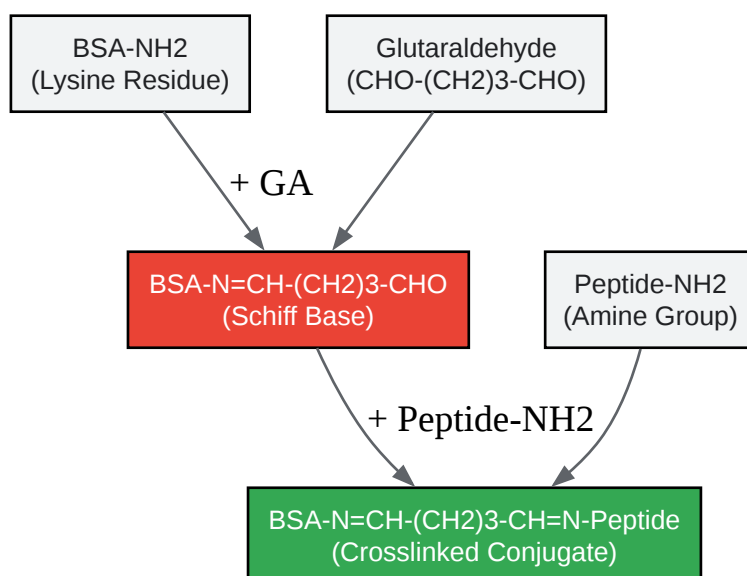 BSA-NH2
(Lysine Residue)
Glutaraldehyde
(CHO-(CH2)3-CHO)
+ GA
BSA-N=CH-(CH2)3-CHO
(Schiff Base)
Peptide-NH2
(Amine Group)
+ Peptide-NH2
BSA-N=CH-(CH2)3-CH=N-Peptide
(Crosslinked Conjugate)